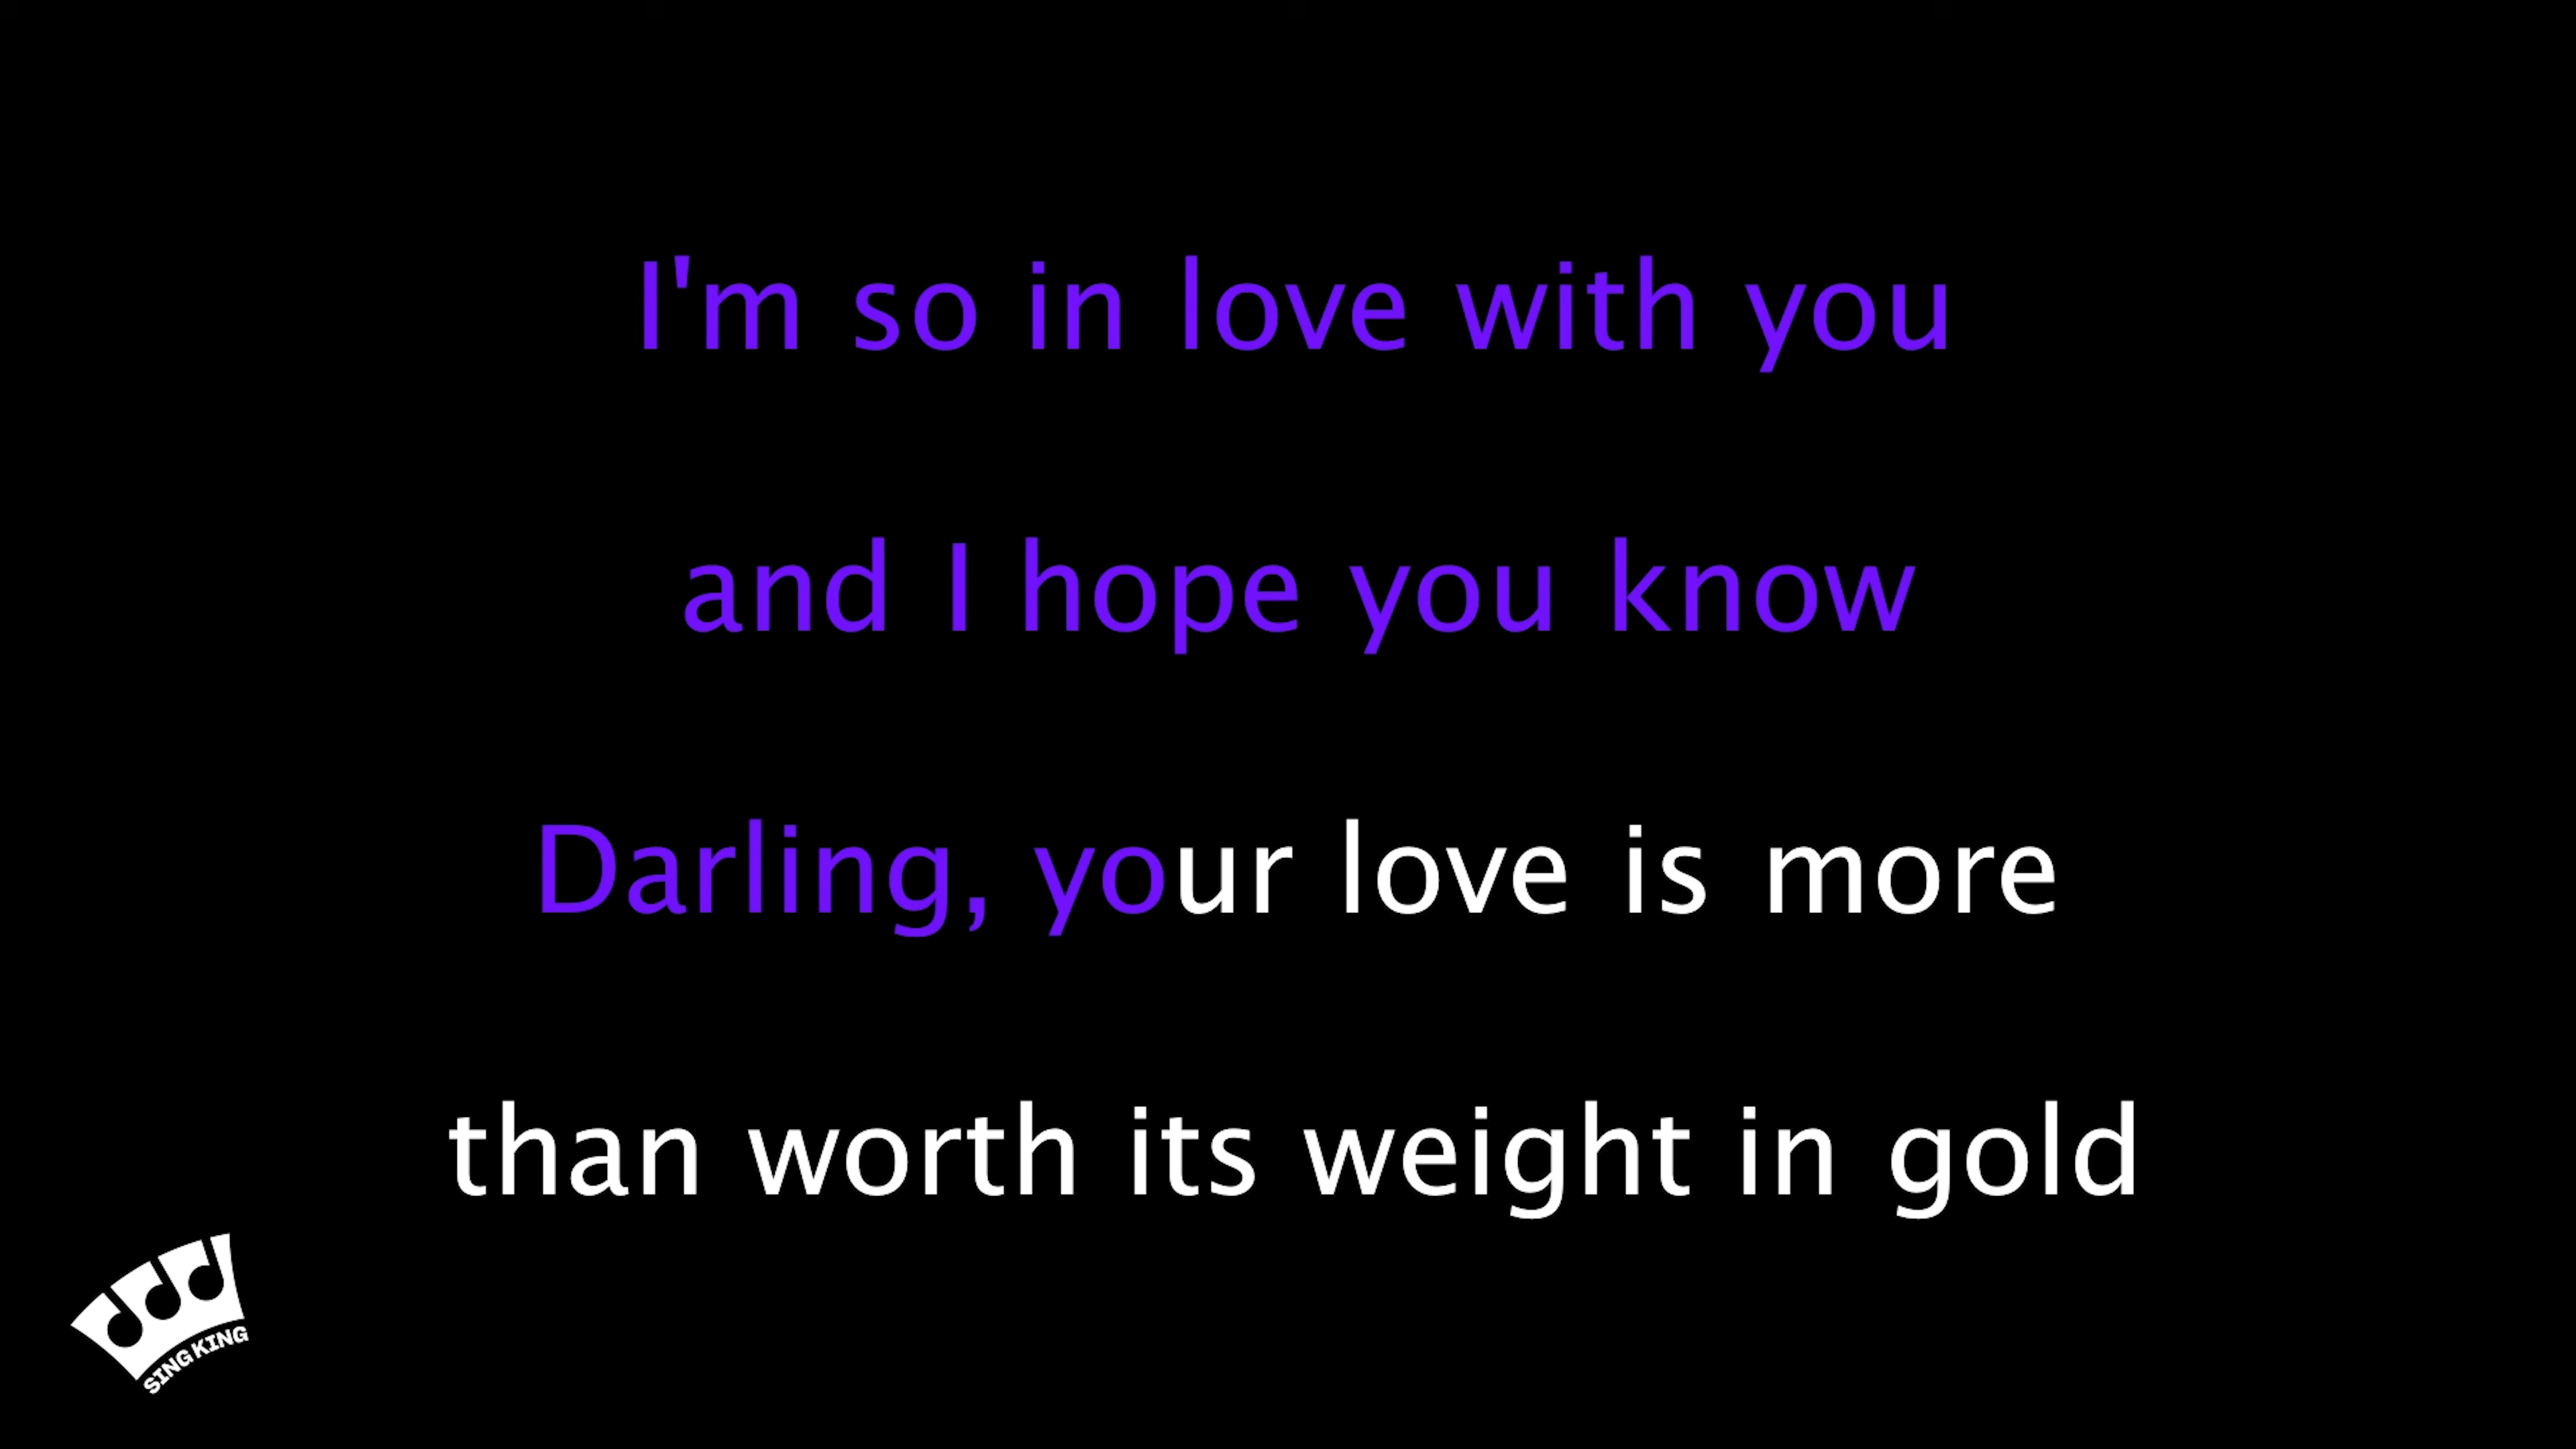 I'm so in love with you
and I hope you know
Darling, your love is more
than worth its weight in gold
SING KING